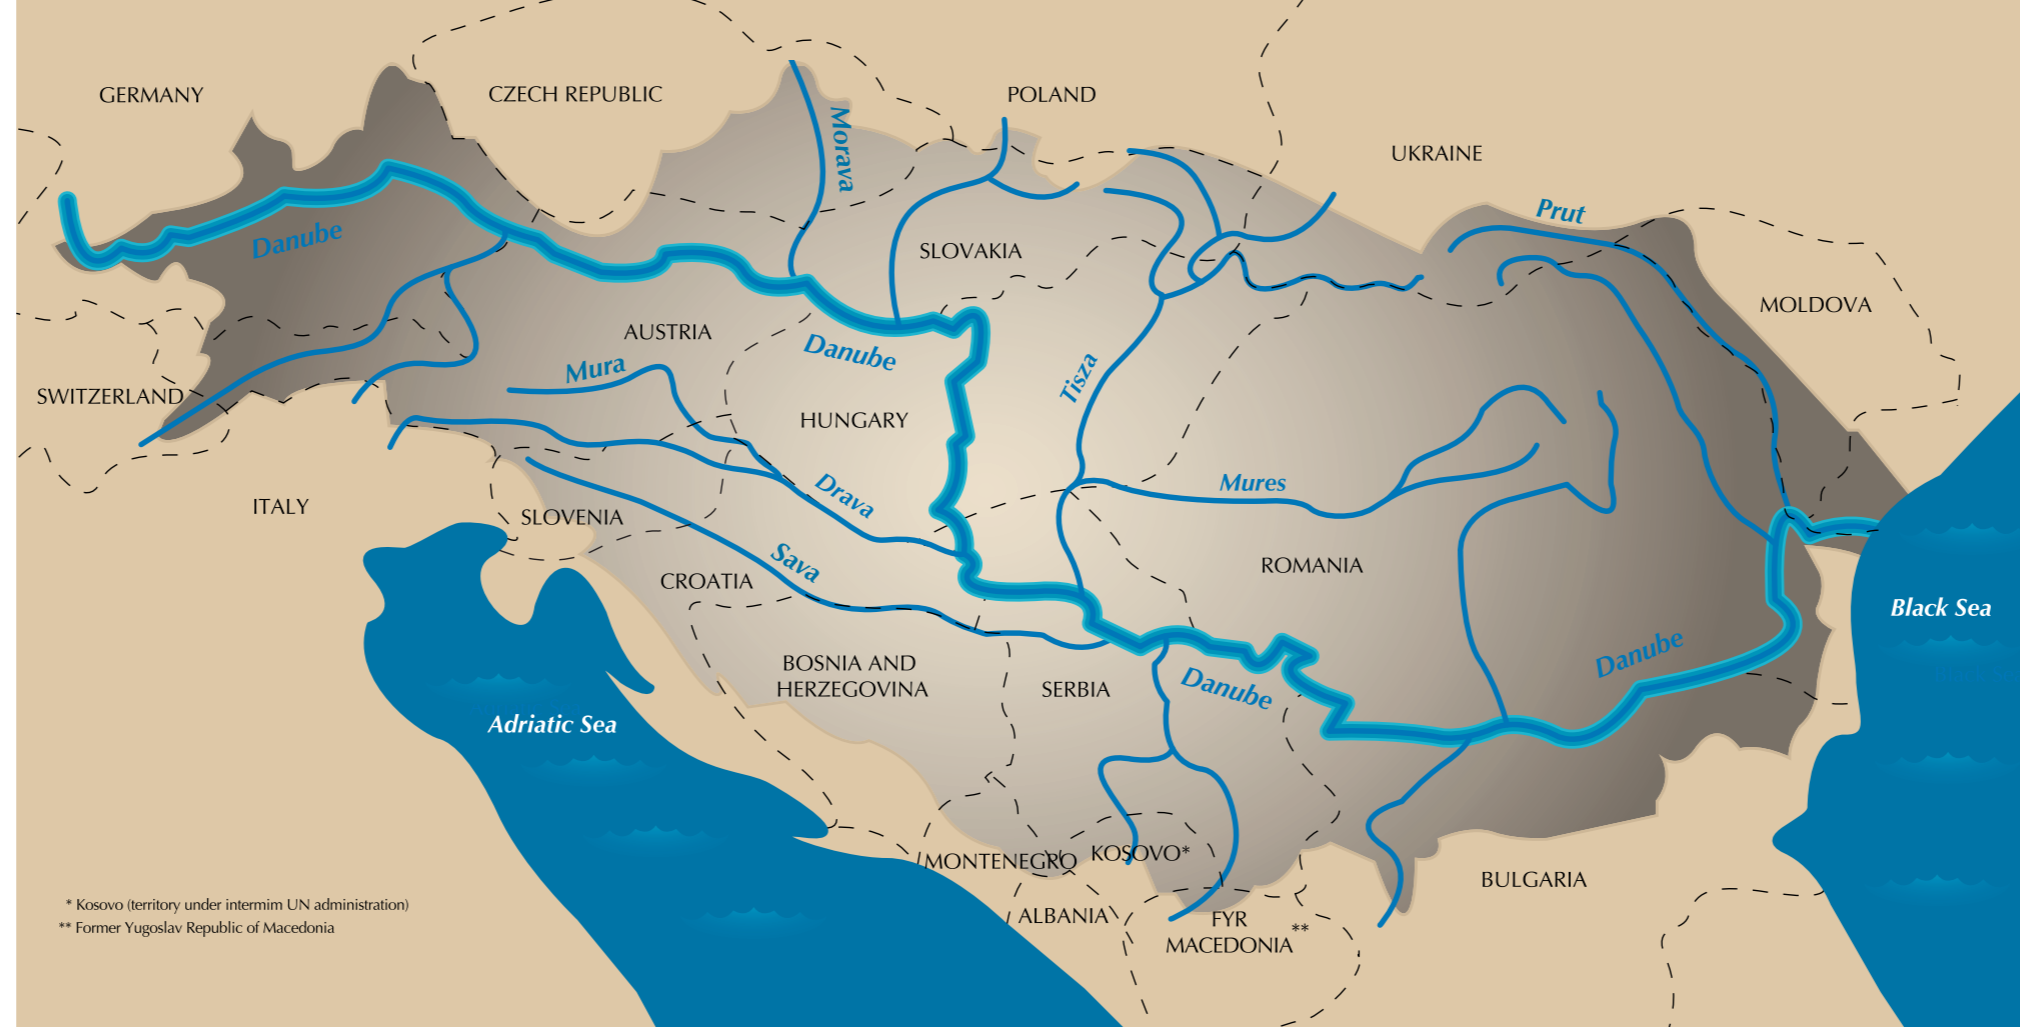 GERMANY
CZECH REPUBLIC
POLAND
UKRAINE
Morava
Prut
Danube
SLOVAKIA
MOLDOVA
AUSTRIA
Danube
Mura
Tisza
SWITZERLAND
HUNGARY
Mures
Drava
ITALY
SLOVENIA
Sava
CROATIA
ROMANIA
Black Sea
BOSNIA AND
HERZEGOVINA
SERBIA
Danube
Danube
Adriatic Sea
MONTENEGRO
KOSOVO*
BULGARIA
ALBANIA
FYR
MACEDONIA**
* Kosovo (territory under intermim UN administration)
** Former Yugoslav Republic of Macedonia